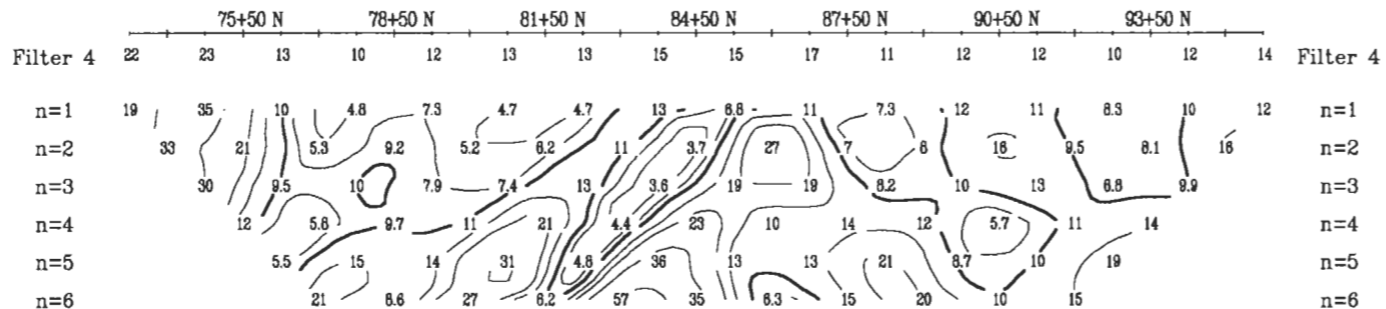 75+50 N 78+50 N 81+50 N 84+50 N 87+50 N 90+50 N 93+50 N
Filter 4 22 23 13 10 12 13 13 15 15 17 11 12 12 10 12 14 Filter 4
n=1 19 35 10 4.8 7.3 4.7 4.7 13 6.8 11 7.3 12 11 8.3 10 12 n=1
n=2 33 21 5.3 9.2 5.2 6.2 11 3.7 27 7 8 16 9.5 8.1 16 n=2
n=3 30 9.5 10 7.9 7.4 13 3.6 19 19 8.2 10 13 6.8 9.9 n=3
n=4 12 5.8 9.7 11 21 4.4 23 10 14 12 5.7 11 14 n=4
n=5 5.5 15 14 31 4.8 36 13 13 21 8.7 10 19 n=5
n=6 21 8.6 27 6.2 57 35 6.3 15 20 10 15 n=6